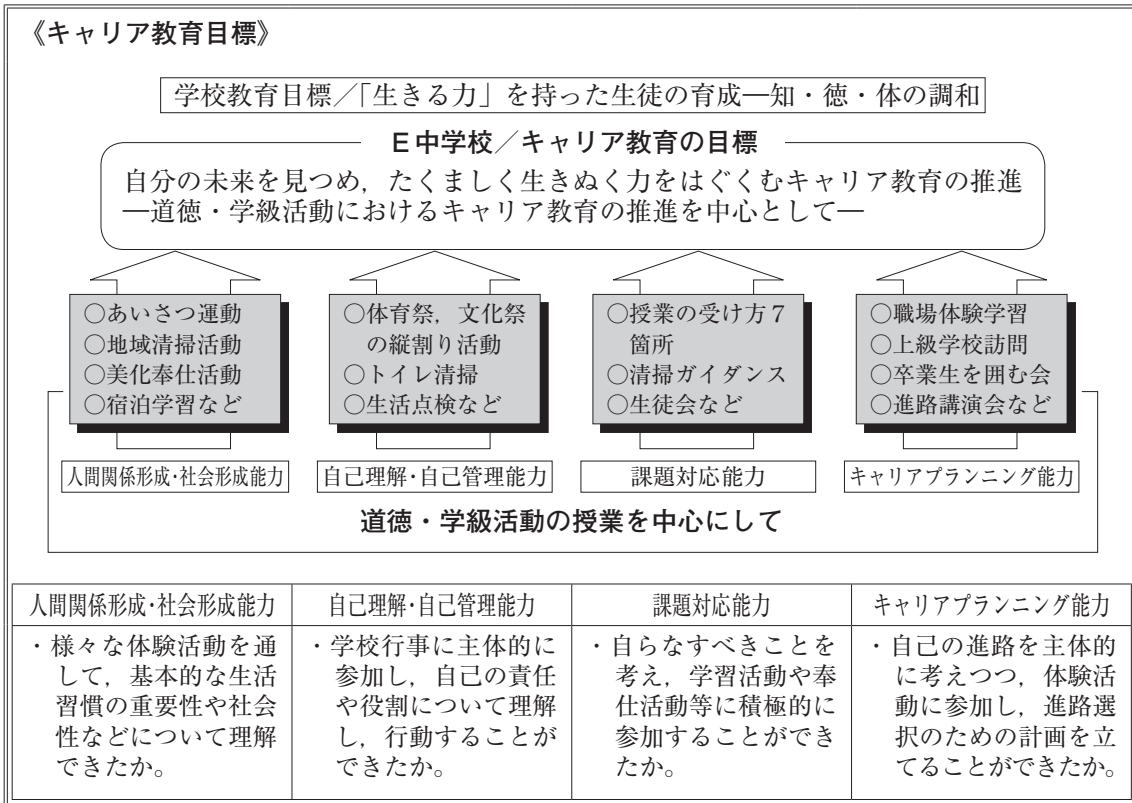 《キャリア教育目標》
学校教育目標／「生きる力」を持った生徒の育成―知・徳・体の調和
E中学校／キャリア教育の目標
自分の未来を見つめ，たくましく生きぬく力をはぐくむキャリア教育の推進
―道徳・学級活動におけるキャリア教育の推進を中心として―
○あいさつ運動
○地域清掃活動
○美化奉仕活動
○宿泊学習など
○体育祭，文化祭
の縦割り活動
○トイレ清掃
○生活点検など
○授業の受け方７
箇所
○清掃ガイダンス
○生徒会など
○職場体験学習
○上級学校訪問
○卒業生を囲む会
○進路講演会など
人間関係形成・社会形成能力
自己理解・自己管理能力
課題対応能力
キャリアプランニング能力
道徳・学級活動の授業を中心にして
人間関係形成・社会形成能力
自己理解・自己管理能力
課題対応能力
キャリアプランニング能力
・様々な体験活動を通
して，基本的な生活
習慣の重要性や社会
性などについて理解
できたか。
・学校行事に主体的に
参加し，自己の責任
や役割について理解
し，行動することが
できたか。
・自らなすべきことを
考え，学習活動や奉
仕活動等に積極的に
参加することができ
たか。
・自己の進路を主体的
に考えつつ，体験活
動に参加し，進路選
択のための計画を立
てることができたか。